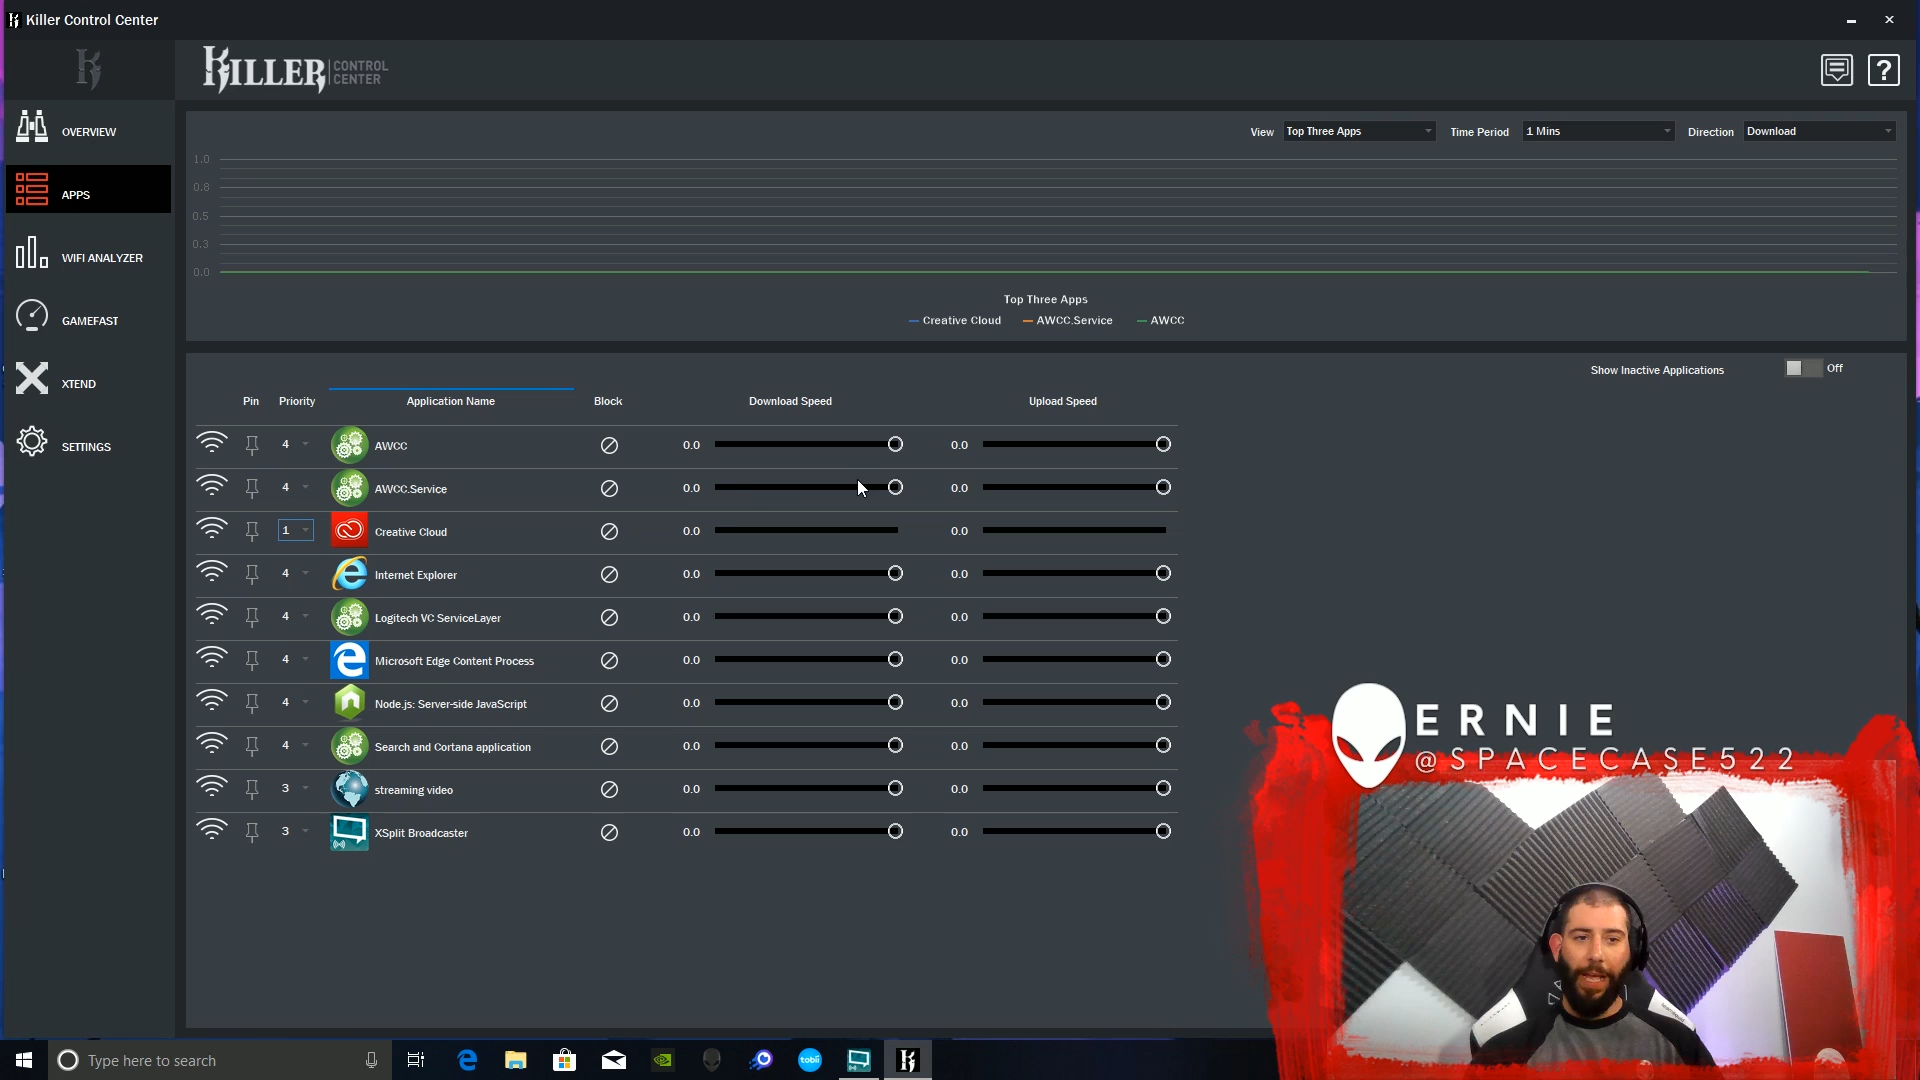 Killer Control Center
KILLER CONTROL CENTER
?
OVERVIEW
APPS
WIFI ANALYZER
GAMEFAST
XTEND
SETTINGS
View Top Three Apps Time Period 1 Mins Direction Download
1.0
0.8
0.5
0.3
0.0
Top Three Apps
Creative Cloud AWCC.Service AWCC
Show Inactive Applications Off
Pin Priority Application Name Block Download Speed Upload Speed
4 AWCC 0.0 0.0
4 AWCC.Service 0.0 0.0
1 Creative Cloud 0.0 0.0
4 Internet Explorer 0.0 0.0
4 Logitech VC ServiceLayer 0.0 0.0
4 Microsoft Edge Content Process 0.0 0.0
4 Node.js: Server-side JavaScript 0.0 0.0
4 Search and Cortana application 0.0 0.0
3 streaming video 0.0 0.0
3 XSplit Broadcaster 0.0 0.0
ERNIE
@SPACECASE522
Type here to search
tobii